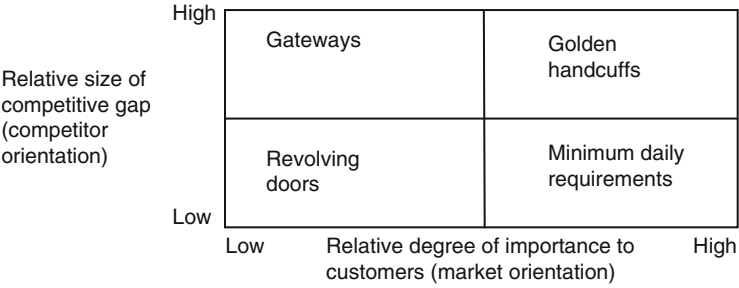 High
Gateways
Golden
handcuffs
Relative size of
competitive gap
(competitor
orientation)
Revolving
doors
Minimum daily
requirements
Low
Low
Relative degree of importance to
customers (market orientation)
High